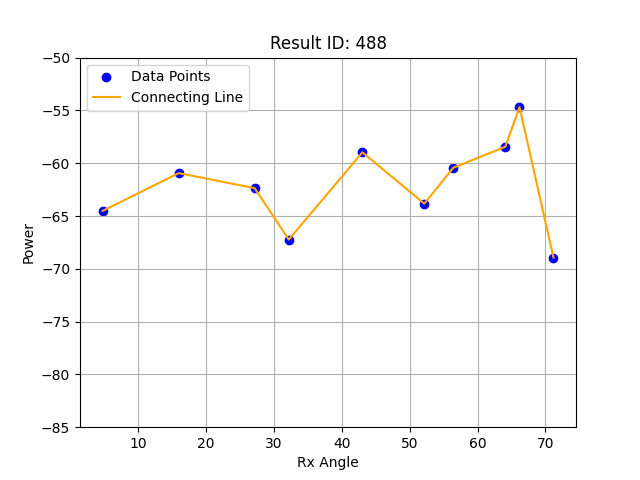 Result ID: 488
Data Points
Connecting Line
−50
−55
−60
−65
−70
−75
−80
−85
Power
10 20 30 40 50 60 70
Rx Angle